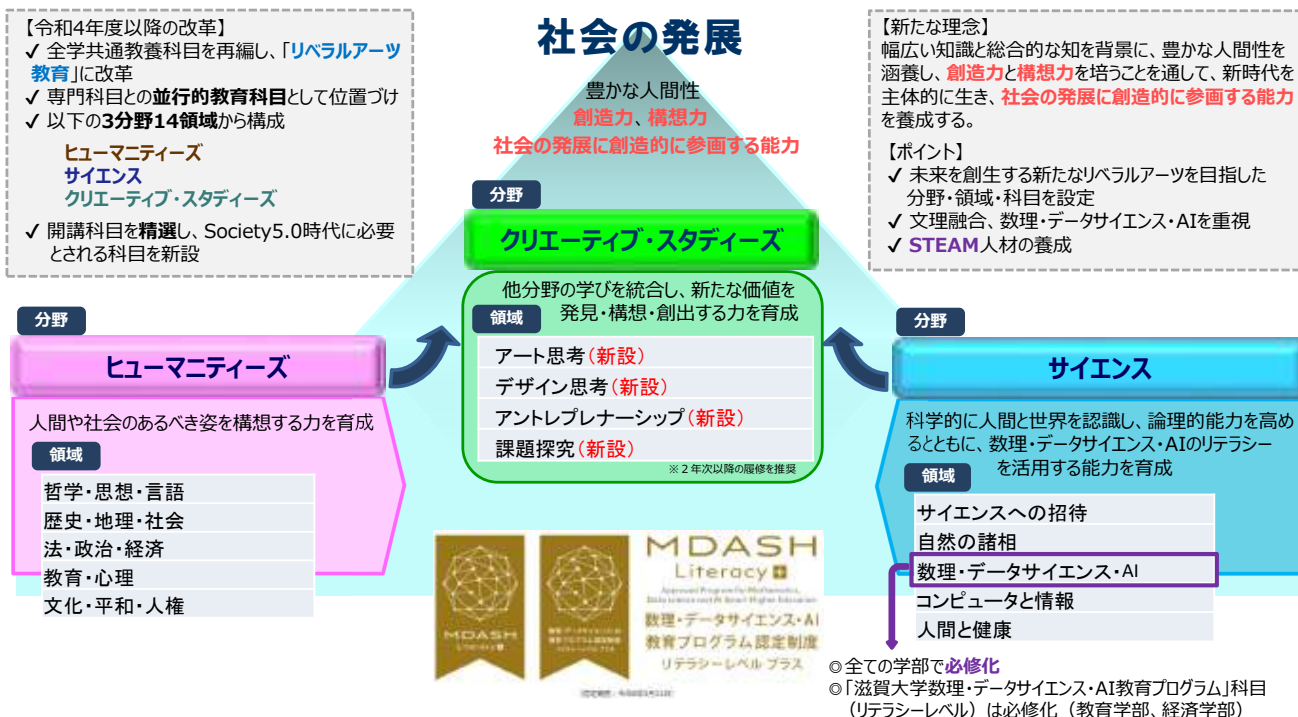 【令和4年度以降の改革】
✓ 全学共通教養科目を再編し、「リベラルアーツ
教育」に改革
✓ 専門科目との並行的教育科目として位置づけ
✓ 以下の3分野14領域から構成
ヒューマニティーズ
サイエンス
クリエーティブ・スタディーズ
✓ 開講科目を精選し、Society5.0時代に必要
とされる科目を新設
社会の発展
豊かな人間性
創造力、構想力
社会の発展に創造的に参画する能力
【新たな理念】
幅広い知識と総合的な知を背景に、豊かな人間性を
涵養し、創造力と構想力を培うことを通して、新時代を
主体的に生き、社会の発展に創造的に参画する能力
を養成する。
【ポイント】
✓ 未来を創生する新たなリベラルアーツを目指した
分野・領域・科目を設定
✓ 文理融合、数理・データサイエンス・AIを重視
✓ STEAM人材の養成
分野
クリエーティブ・スタディーズ
他分野の学びを統合し、新たな価値を
発見・構想・創出する力を育成
領域
アート思考(新設)
デザイン思考(新設)
アントレプレナーシップ(新設)
課題探究(新設)
※2年次以降の履修を推奨
分野
ヒューマニティーズ
人間や社会のあるべき姿を構想する力を育成
領域
哲学・思想・言語
歴史・地理・社会
法・政治・経済
教育・心理
文化・平和・人権
分野
サイエンス
科学的に人間と世界を認識し、論理的能力を高め
るとともに、数理・データサイエンス・AIのリテラシー
を活用する能力を育成
領域
サイエンスへの招待
自然の諸相
数理・データサイエンス・AI
コンピュータと情報
人間と健康
◎全ての学部で必修化
◎「滋賀大学数理・データサイエンス・AI教育プログラム」科目
（リテラシーレベル）は必修化（教育学部、経済学部）
MDASH
MDASH
Literacy+
Approved Program for Mathematics,
Data science and AI Smart Higher Education
数理・データサイエンス・AI
教育プログラム認定制度
リテラシーレベル プラス